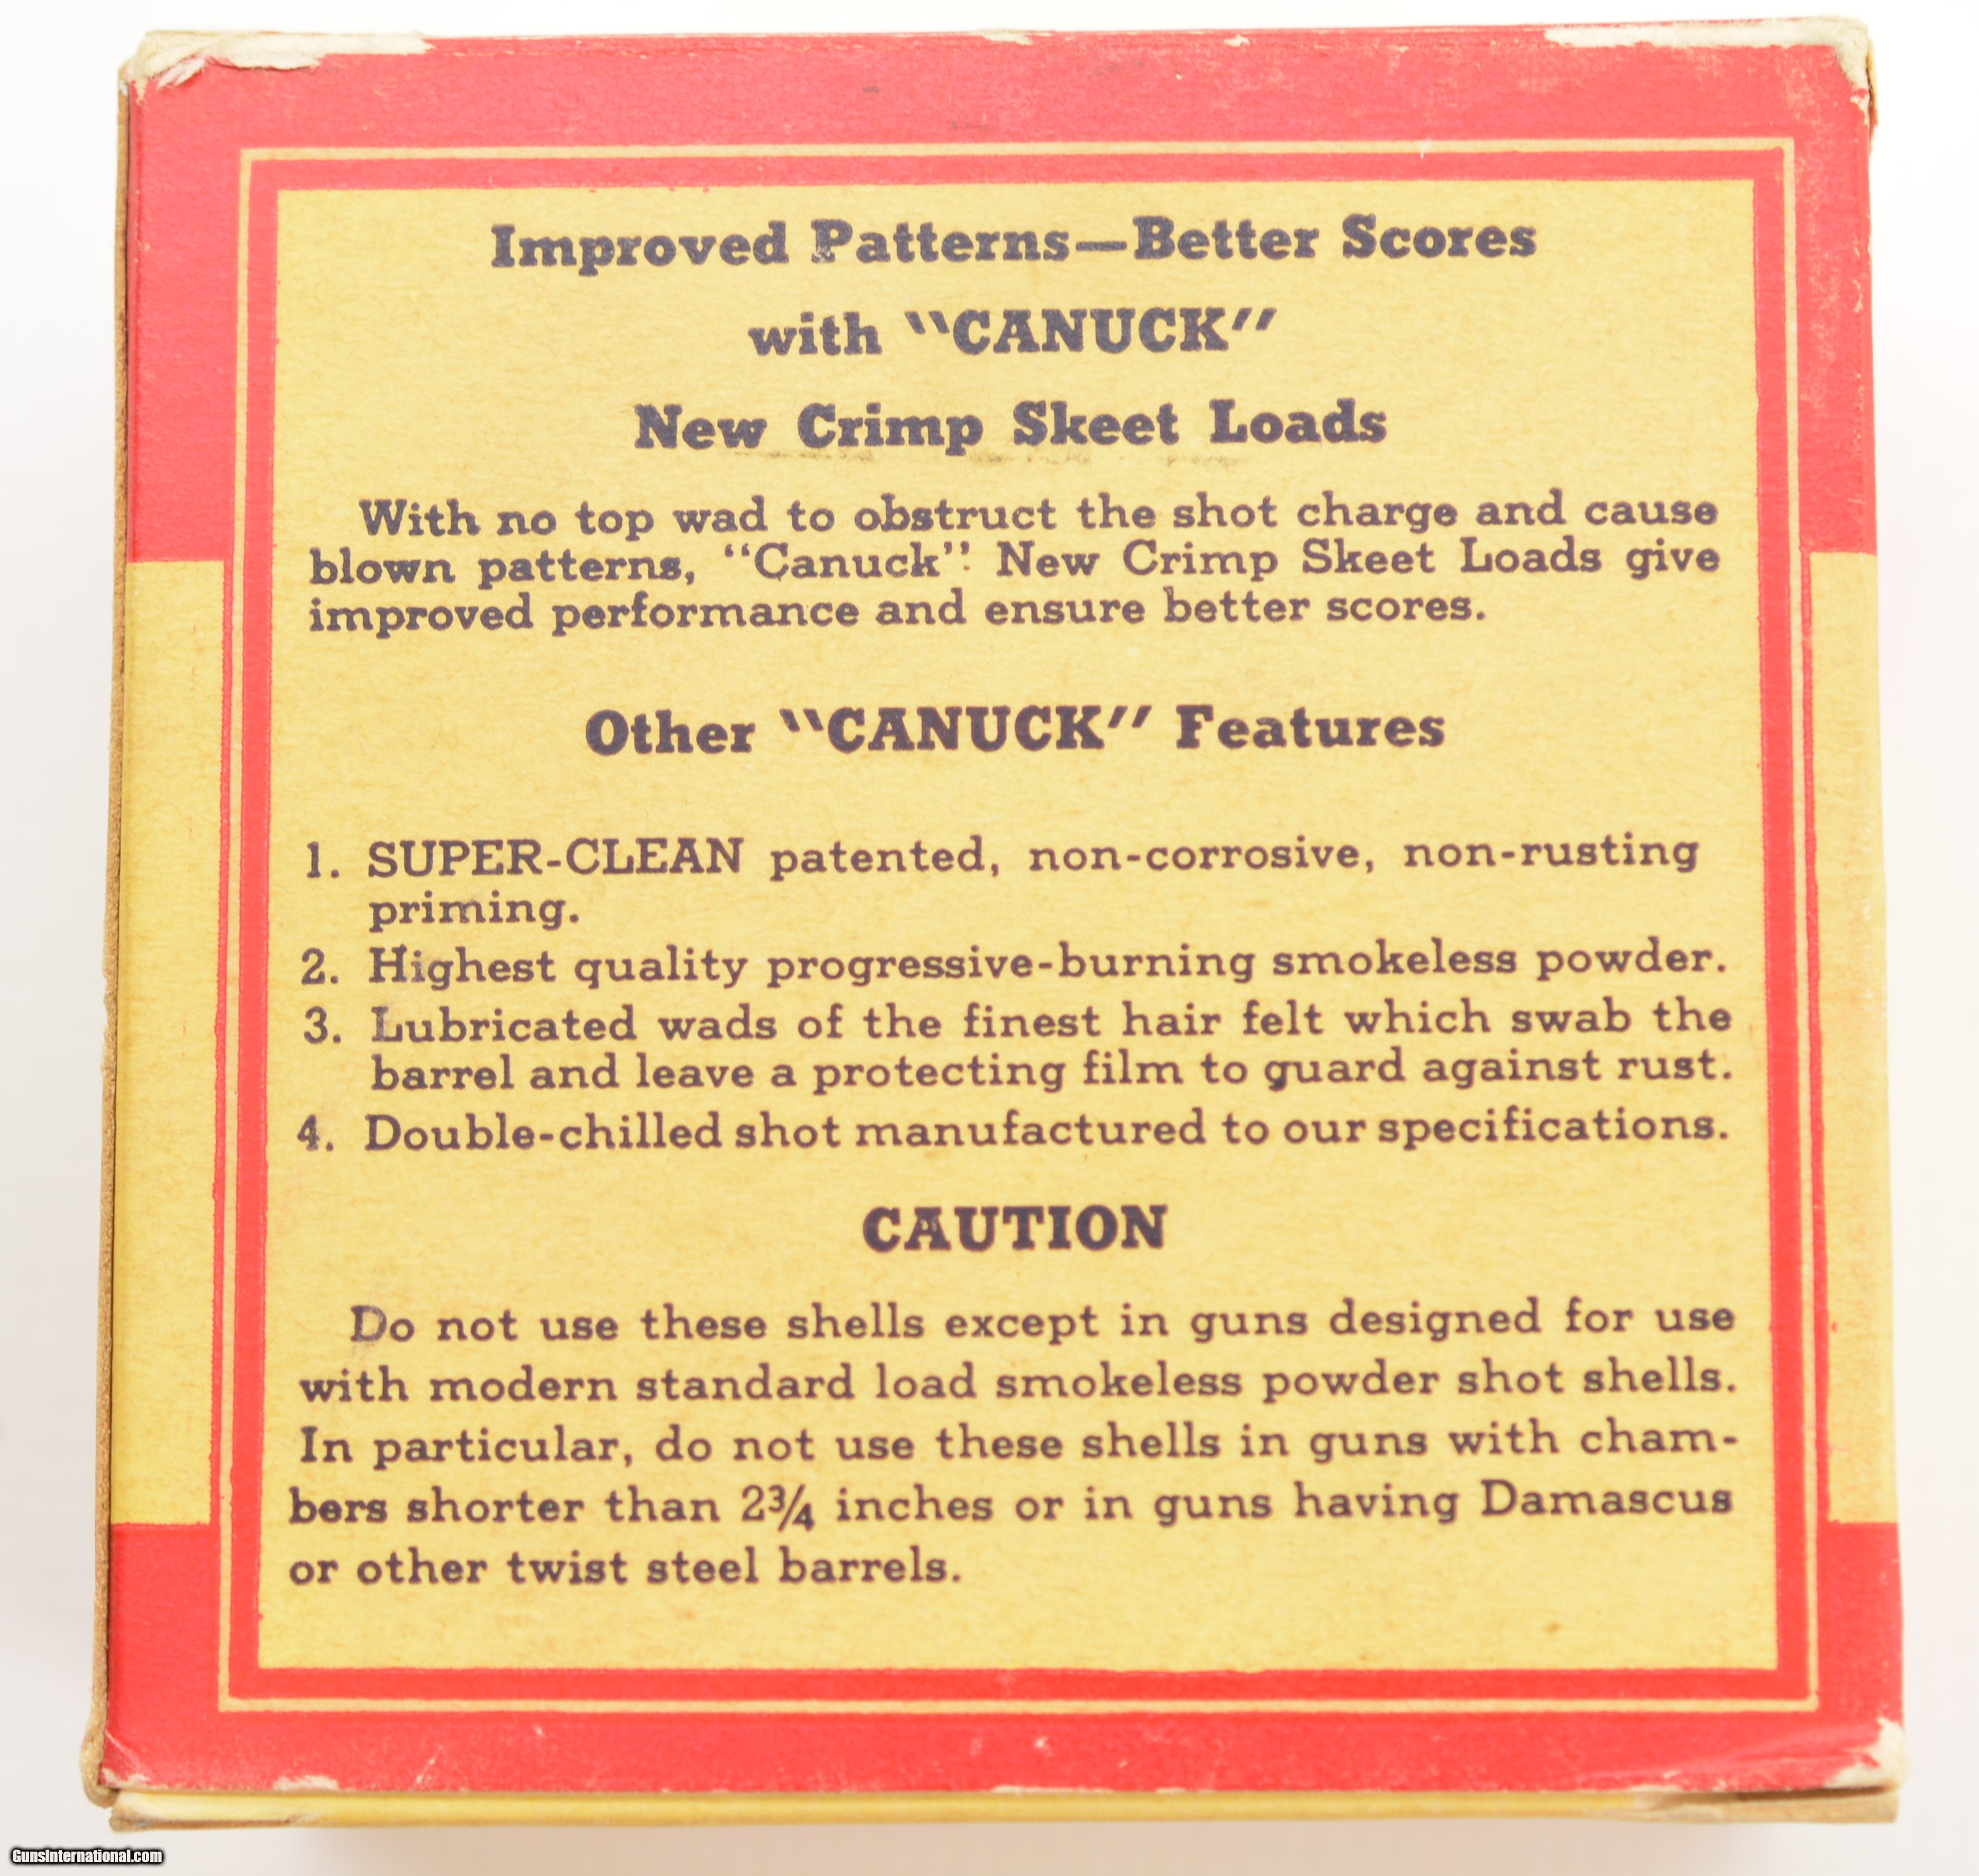 Improved Patterns—Better Scores
with "CANUCK"
New Crimp Skeet Loads
With no top wad to obstruct the shot charge and cause
blown patterns, "Canuck" New Crimp Skeet Loads give
improved performance and ensure better scores.
Other "CANUCK" Features
1. SUPER-CLEAN patented, non-corrosive, non-rusting
priming.
2. Highest quality progressive-burning smokeless powder.
3. Lubricated wads of the finest hair felt which swab the
barrel and leave a protecting film to guard against rust.
4. Double-chilled shot manufactured to our specifications.
CAUTION
Do not use these shells except in guns designed for use
with modern standard load smokeless powder shot shells.
In particular, do not use these shells in guns with cham-
bers shorter than 2¾ inches or in guns having Damascus
or other twist steel barrels.
GunsInternational.com